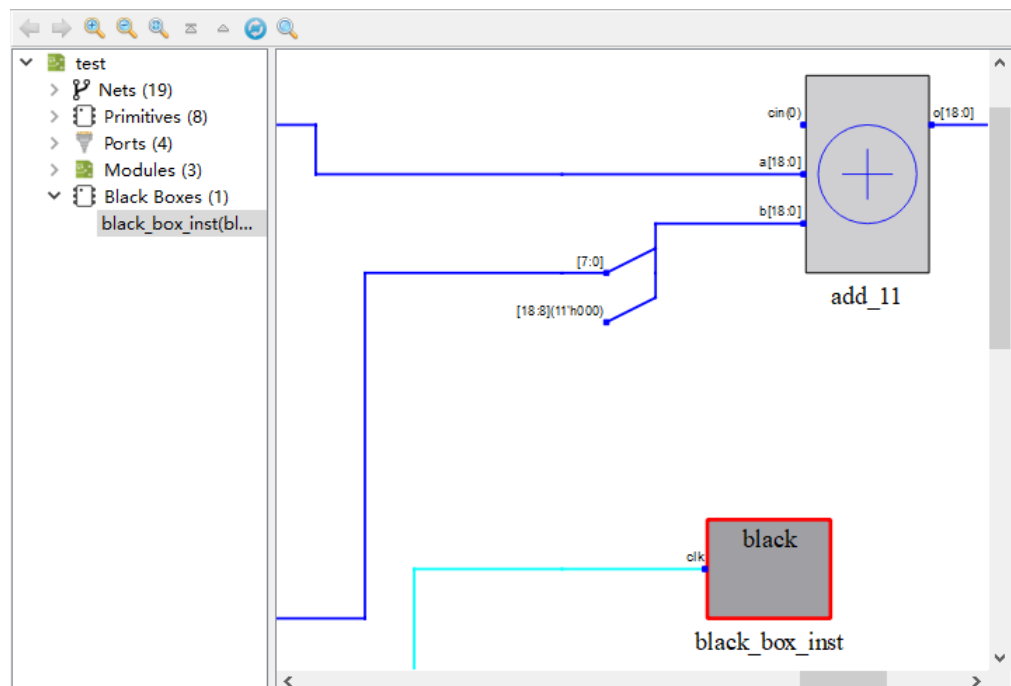 test
Nets (19)
Primitives (8)
Ports (4)
Modules (3)
Black Boxes (1)
black_box_inst(bl...
cin(0)
o[18:0]
a[18:0]
b[18:0]
[7:0]
[18:8](11'h000)
add_11
black
clk
black_box_inst